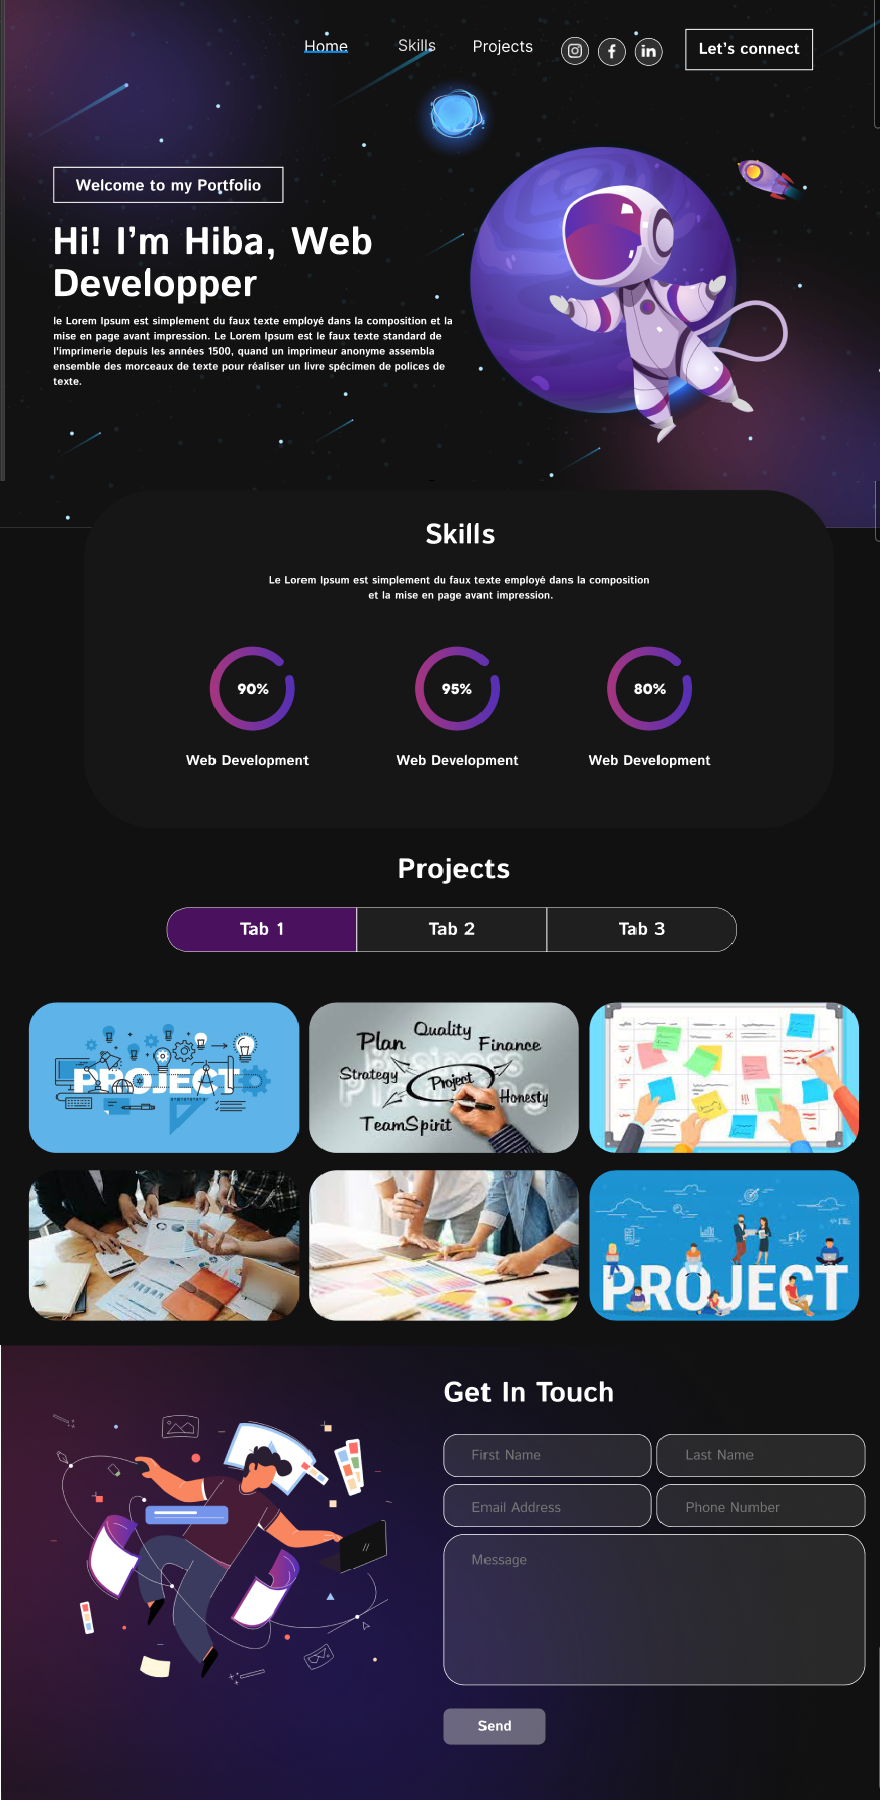 Home
Skills
Projects
Let's connect
Welcome to my Portfolio
Hi! I'm Hiba, Web
Developper
le Lorem Ipsum est simplement du faux texte employé dans la composition et la
mise en page avant impression. Le Lorem Ipsum est le faux texte standard de
l'imprimerie depuis les années 1500, quand un imprimeur anonyme assembla
ensemble des morceaux de texte pour réaliser un livre spécimen de polices de
texte.
Skills
Le Lorem Ipsum est simplement du faux texte employé dans la composition
et la mise en page avant impression.
90%
95%
80%
Web Development
Web Development
Web Development
Projects
Tab 1
Tab 2
Tab 3
PROJECT
Plan
Quality
Finance
Strategy
Project
Honesty
TeamSpirit
PROJECT
Get In Touch
First Name
Last Name
Email Address
Phone Number
Message
Send